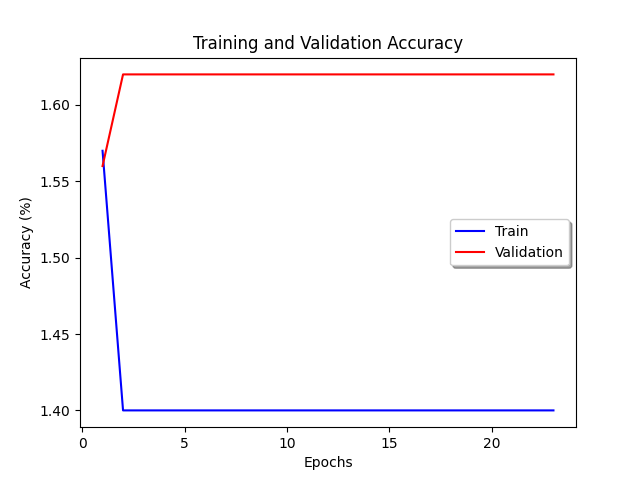 Training and Validation Accuracy
Accuracy (%)
1.60
1.55
1.50
1.45
1.40
Train
Validation
0
5
10
15
20
Epochs